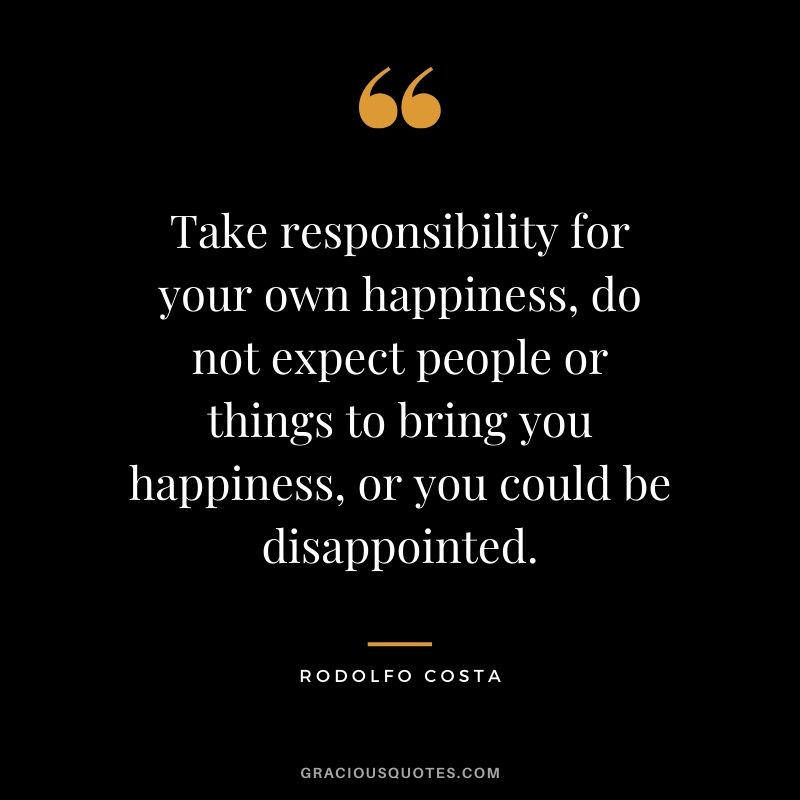 ❝
Take responsibility for
your own happiness, do
not expect people or
things to bring you
happiness, or you could be
disappointed.
RODOLFO COSTA
GRACIOUSQUOTES.COM